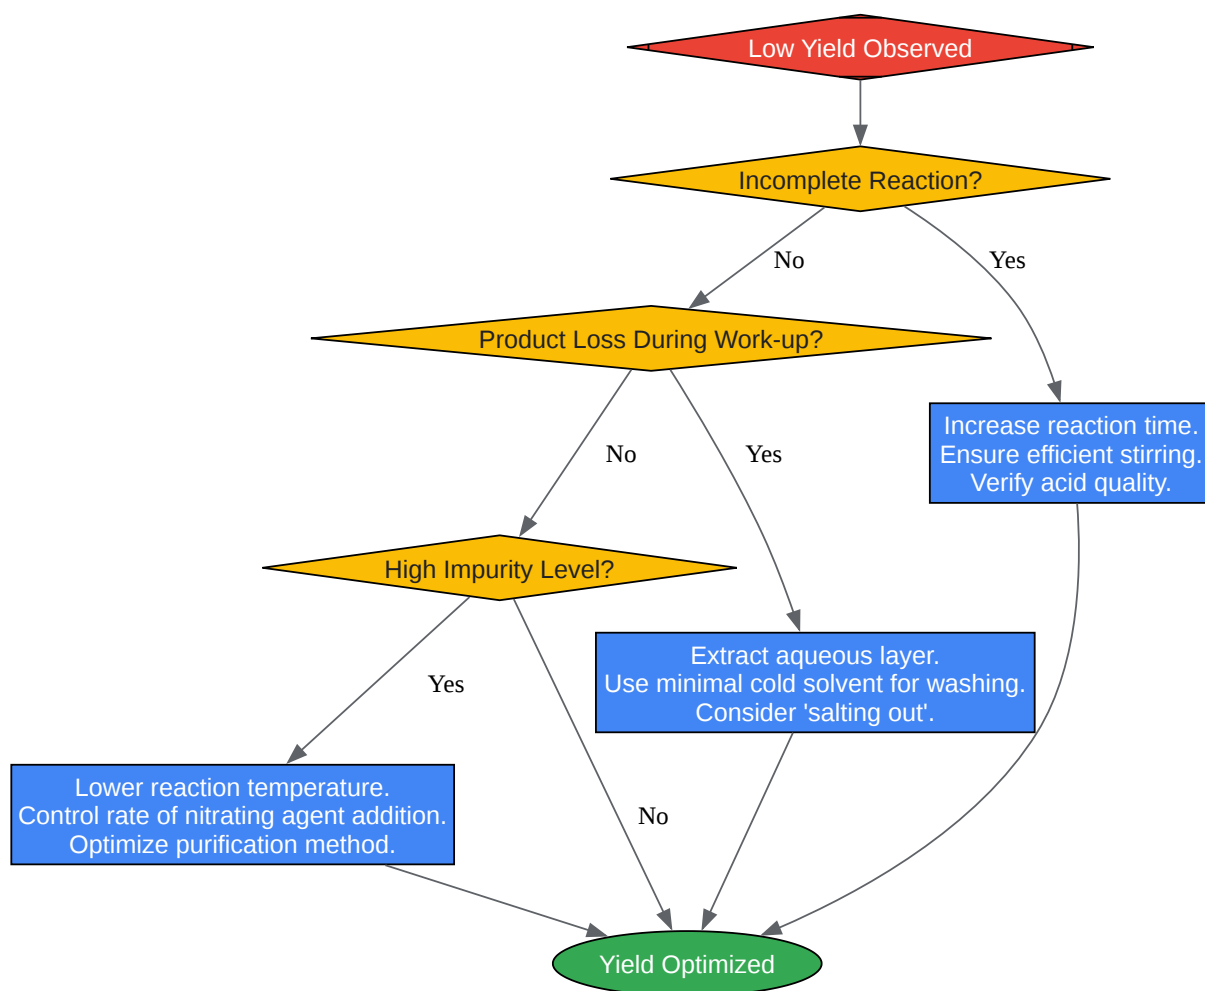 Low Yield Observed
Incomplete Reaction?
No
Yes
Product Loss During Work-up?
Increase reaction time.
Ensure efficient stirring.
Verify acid quality.
No
Yes
High Impurity Level?
Extract aqueous layer.
Use minimal cold solvent for washing.
Consider 'salting out'.
Yes
Lower reaction temperature.
Control rate of nitrating agent addition.
Optimize purification method.
No
Yield Optimized